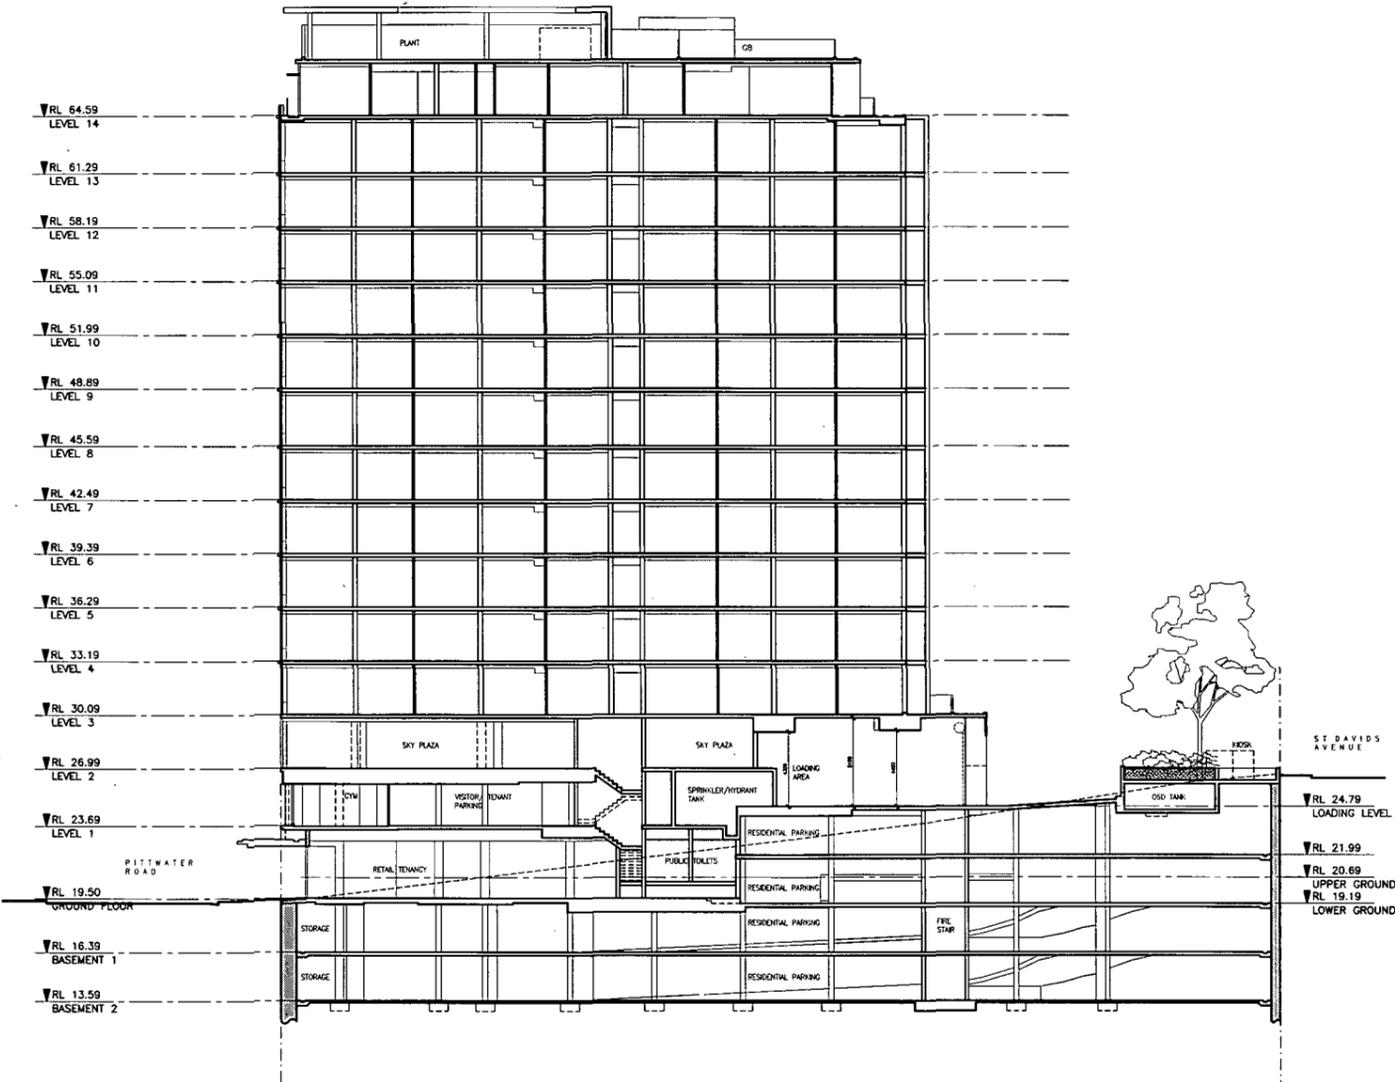 PLANT
GB
RL 64.59
LEVEL 14
RL 61.29
LEVEL 13
RL 58.19
LEVEL 12
RL 55.09
LEVEL 11
RL 51.99
LEVEL 10
RL 48.89
LEVEL 9
RL 45.59
LEVEL 8
RL 42.49
LEVEL 7
RL 39.39
LEVEL 6
RL 36.29
LEVEL 5
RL 33.19
LEVEL 4
RL 30.09
LEVEL 3
SKY PLAZA
SKY PLAZA
KIOSK
ST DAVIDS
AVENUE
RL 26.99
LEVEL 2
LOADING
AREA
GYM
VISITOR/ TENANT
PARKING
SPRINKLER/HYDRANT
TANK
OSD TANK
RL 24.79
LOADING LEVEL
RL 23.69
LEVEL 1
RESIDENTIAL PARKING
RL 21.99
PITTWATER
ROAD
RETAIL TENANCY
PUBLIC TOILETS
RL 20.69
UPPER GROUND
RL 19.50
GROUND FLOOR
RESIDENTIAL PARKING
RL 19.19
LOWER GROUND
STORAGE
RESIDENTIAL PARKING
FIRE
STAIR
RL 16.39
BASEMENT 1
STORAGE
RESIDENTIAL PARKING
RL 13.59
BASEMENT 2